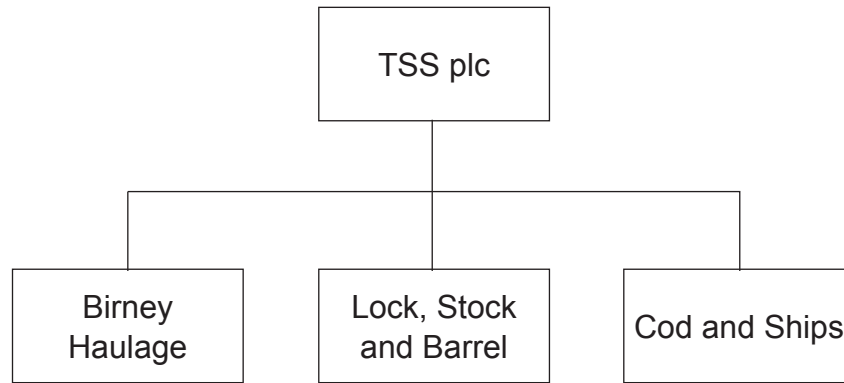 TSS plc
Birney
Haulage
Lock, Stock
and Barrel
Cod and Ships